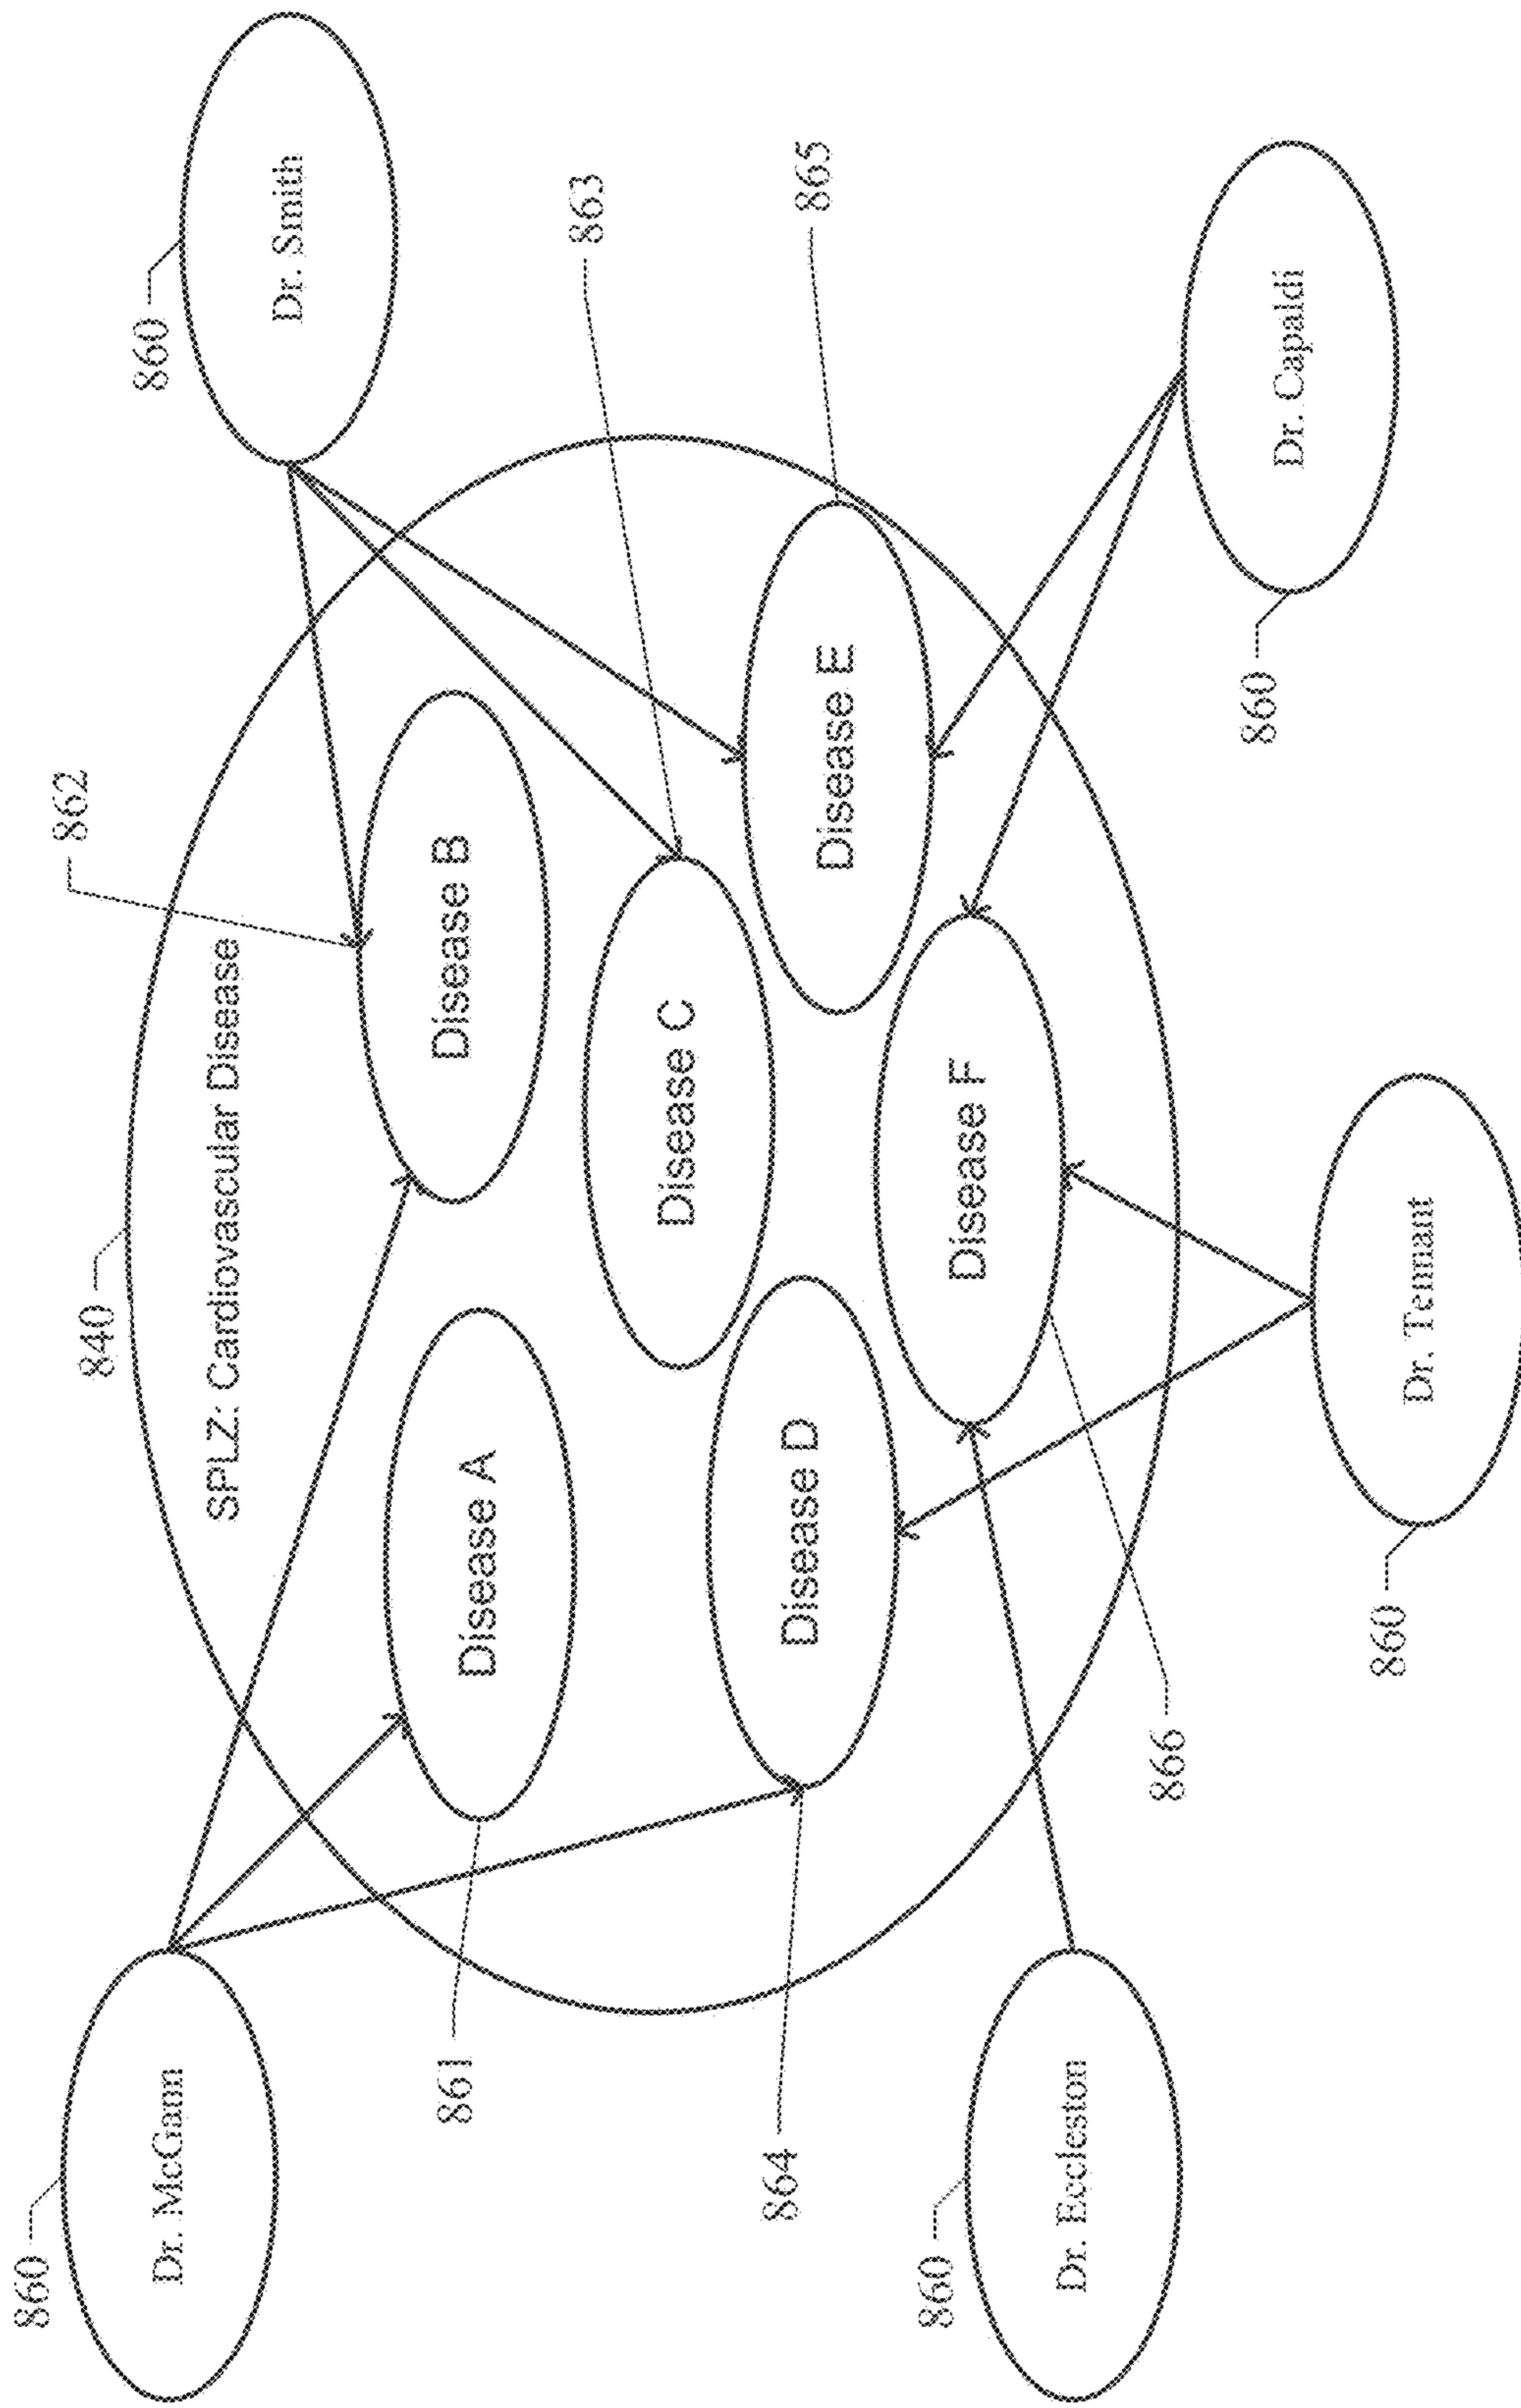 860
Dr. McGann
840
SPLZ: Cardiovascular Disease
862
860
Dr. Smith
861
Disease A
Disease B
863
Disease C
864
Disease D
Disease E
865
860
Dr. Eccleston
866
Disease F
860
Dr. Tennant
860
Dr. Capaldi